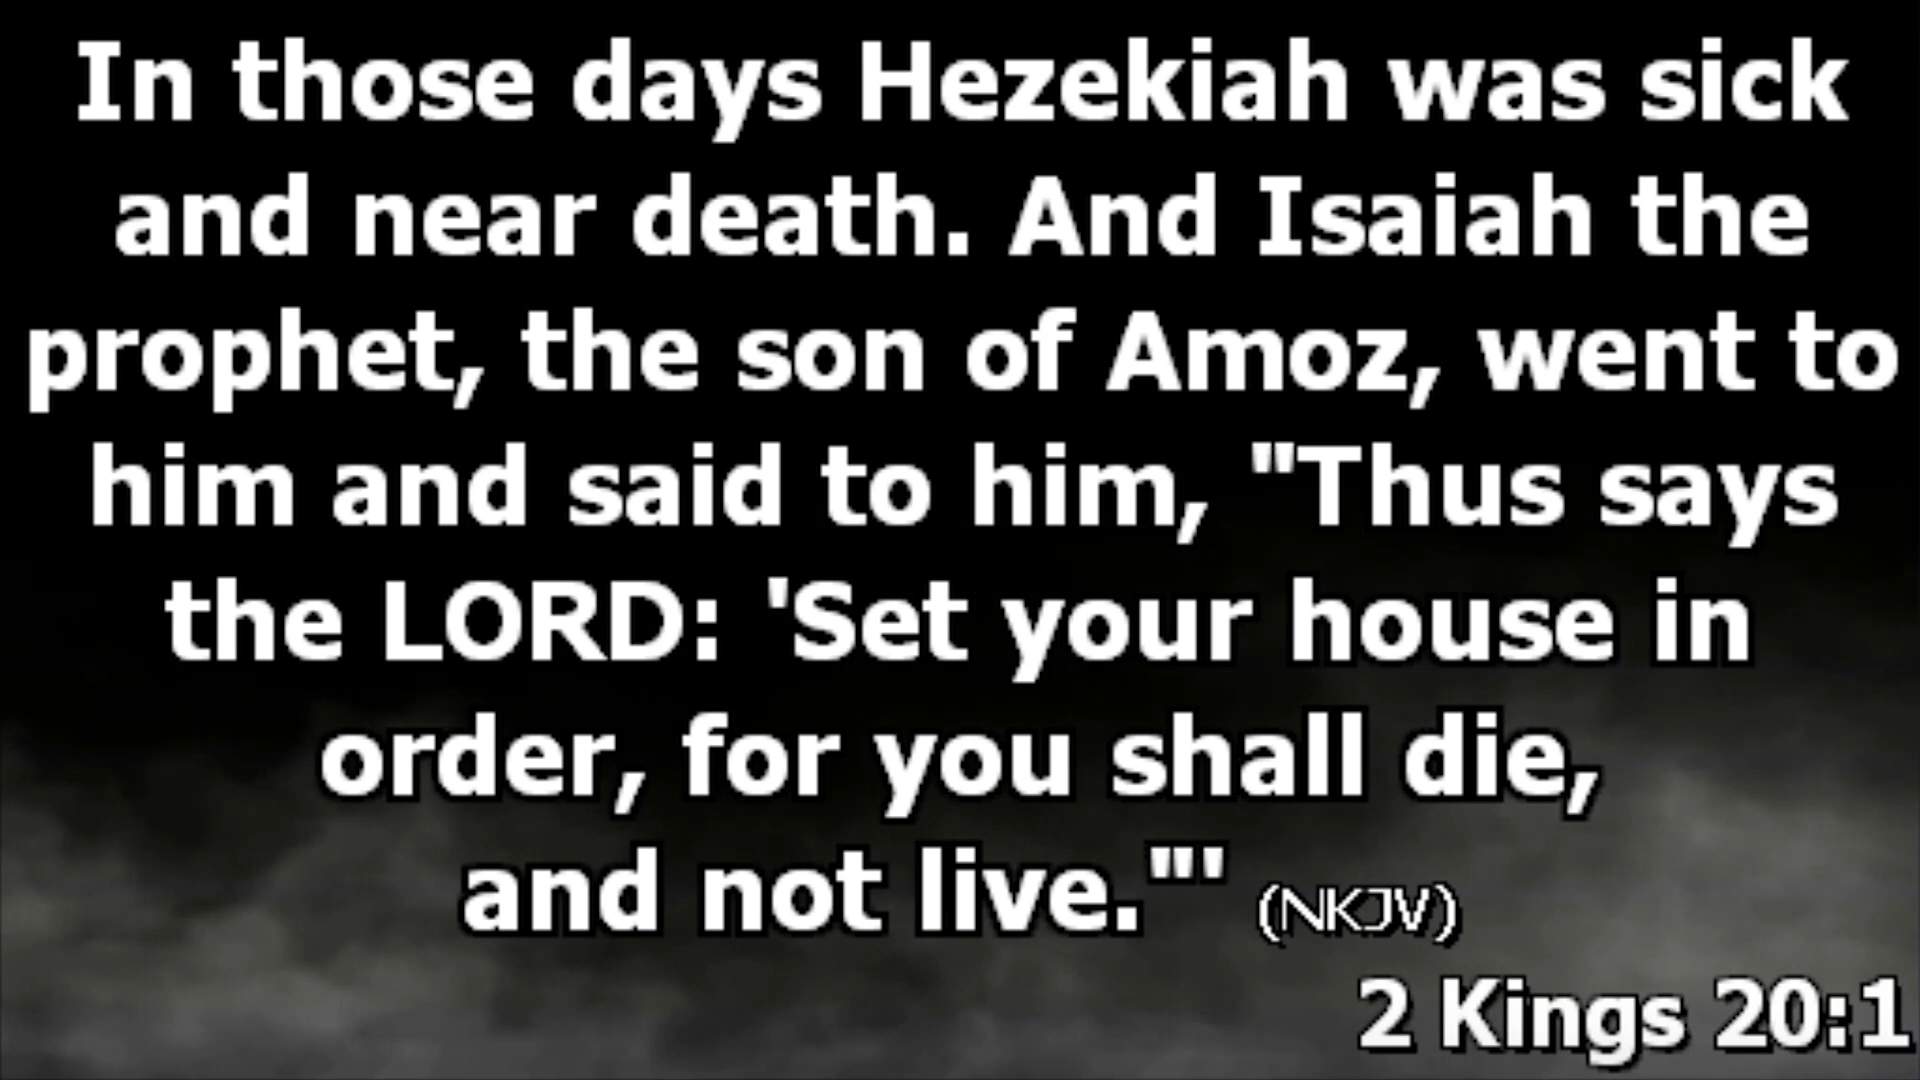 In those days Hezekiah was sick
and near death. And Isaiah the
prophet, the son of Amoz, went to
him and said to him, "Thus says
the LORD: 'Set your house in
order, for you shall die,
and not live."' (NKJV)
2 Kings 20:1